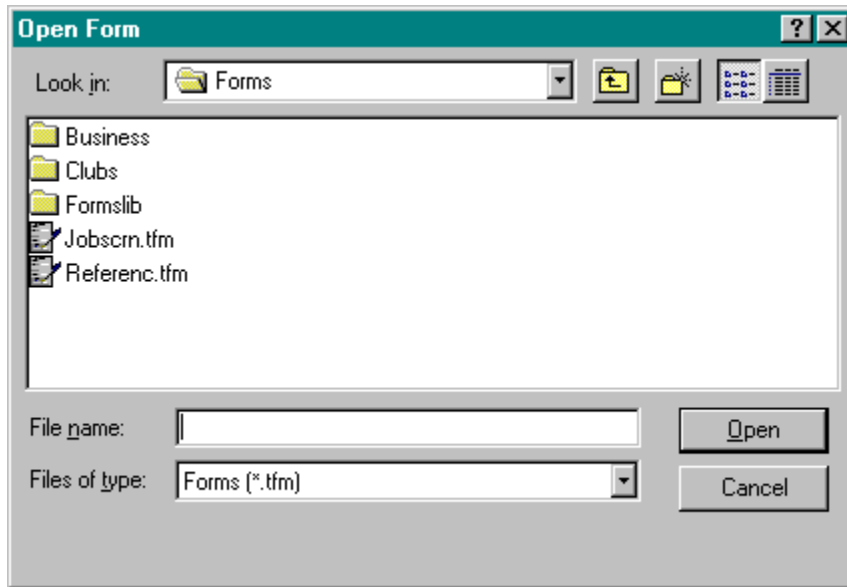 Open Form
Look in: Forms
Business
Clubs
Formslib
Jobscrn.tfm
Referenc.tfm
File name: Open
Files of type: Forms (*.tfm) Cancel